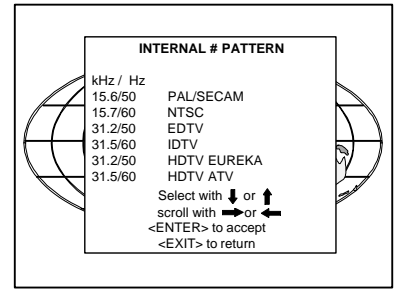 INTERNAL # PATTERN
kHz / Hz
15.6/50 PAL/SECAM
15.7/60 NTSC
31.2/50 EDTV
31.5/60 IDTV
31.2/50 HDTV EUREKA
31.5/60 HDTV ATV
Select with ⬇ or ⬆
scroll with ➡ or ⬅
<ENTER> to accept
<EXIT> to return